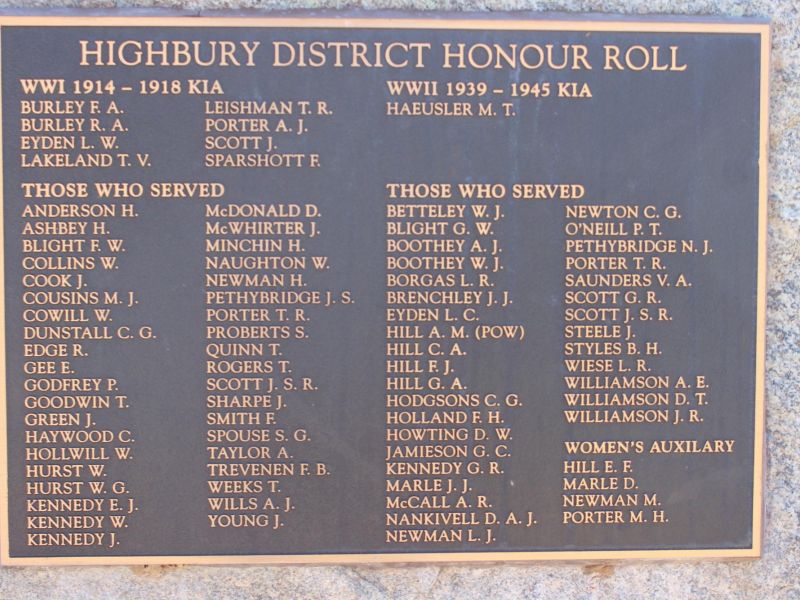 HIGHBURY DISTRICT HONOUR ROLL
WWI 1914 – 1918 KIA
BURLEY F. A.
BURLEY R. A.
EYDEN L. W.
LAKELAND T. V.
LEISHMAN T. R.
PORTER A. J.
SCOTT J.
SPARSHOTT F.
THOSE WHO SERVED
ANDERSON H.
ASHBEY H.
BLIGHT F. W.
COLLINS W.
COOK J.
COUSINS M. J.
COWILL W.
DUNSTALL C. G.
EDGE R.
GEE E.
GODFREY P.
GOODWIN T.
GREEN J.
HAYWOOD C.
HOLLWILL W.
HURST W.
HURST W. G.
KENNEDY E. J.
KENNEDY W.
KENNEDY J.
McDONALD D.
McWHIRTER J.
MINCHIN H.
NAUGHTON W.
NEWMAN H.
PETHYBRIDGE J. S.
PORTER T. R.
PROBERTS S.
QUINN T.
ROGERS T.
SCOTT J. S. R.
SHARPE J.
SMITH F.
SPOUSE S. G.
TAYLOR A.
TREVENEN F. B.
WEEKS T.
WILLS A. J.
YOUNG J.
WWII 1939 – 1945 KIA
HAEUSLER M. T.
THOSE WHO SERVED
BETTELEY W. J.
BLIGHT G. W.
BOOTHEY A. J.
BOOTHEY W. J.
BORGAS L. R.
BRENCHLEY J. J.
EYDEN L. C.
HILL A. M. (POW)
HILL C. A.
HILL F. J.
HILL G. A.
HODGSONS C. G.
HOLLAND F. H.
HOWTING D. W.
JAMIESON G. C.
KENNEDY G. R.
MARLE J. J.
McCALL A. R.
NANKIVELL D. A. J.
NEWMAN L. J.
NEWTON C. G.
O'NEILL P. T.
PETHYBRIDGE N. J.
PORTER T. R.
SAUNDERS V. A.
SCOTT G. R.
SCOTT J. S. R.
STEELE J.
STYLES B. H.
WIESE L. R.
WILLIAMSON A. E.
WILLIAMSON D. T.
WILLIAMSON J. R.
WOMEN'S AUXILARY
HILL E. F.
MARLE D.
NEWMAN M.
PORTER M. H.